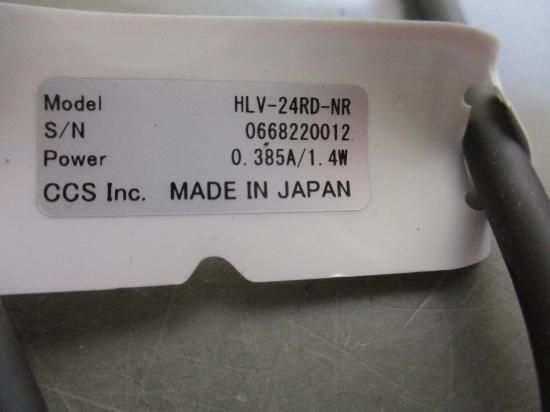 Model HLV-24RD-NR
S/N 0668220012
Power 0.385A/1.4W
CCS Inc. MADE IN JAPAN